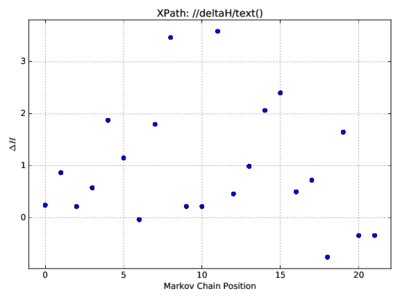 XPath: //deltaH/text()
3
2
1
0
ΔH
0 5 10 15 20
Markov Chain Position